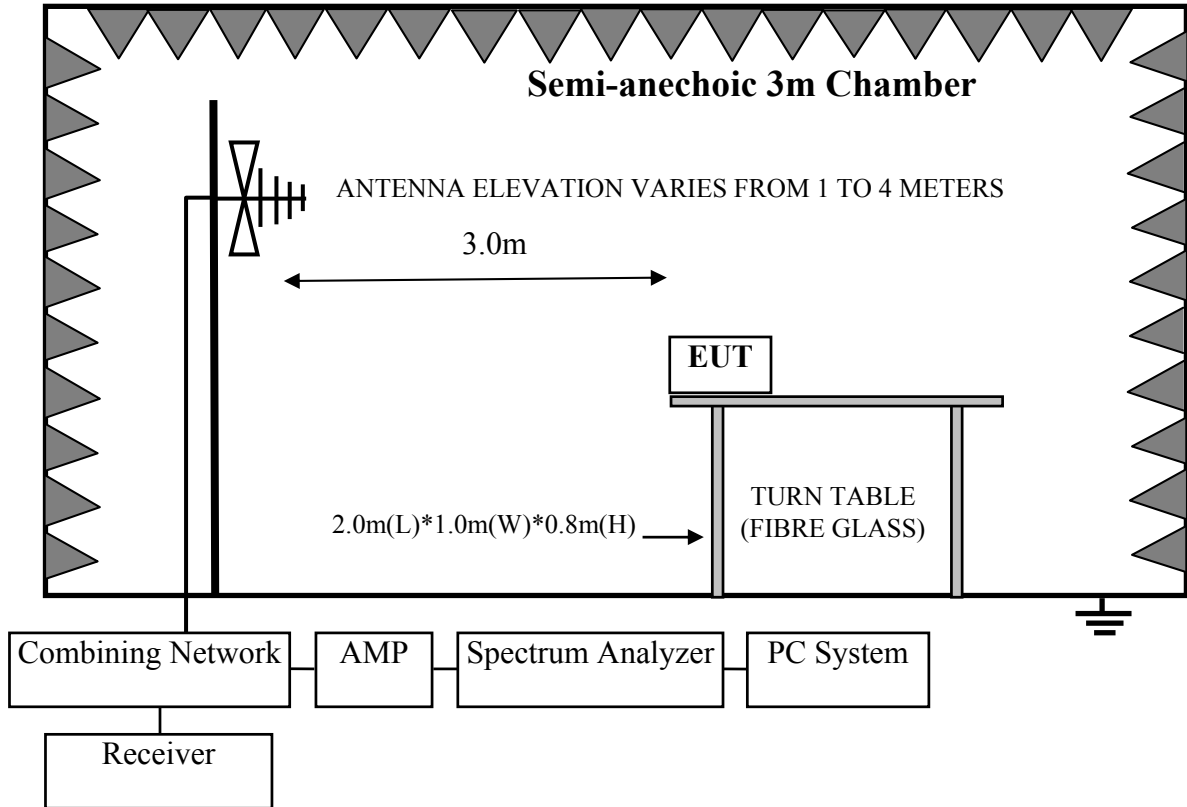 Semi-anechoic 3m Chamber
ANTENNA ELEVATION VARIES FROM 1 TO 4 METERS
3.0m
EUT
TURN TABLE
(FIBRE GLASS)
2.0m(L)*1.0m(W)*0.8m(H)
Combining Network
AMP
Spectrum Analyzer
PC System
Receiver